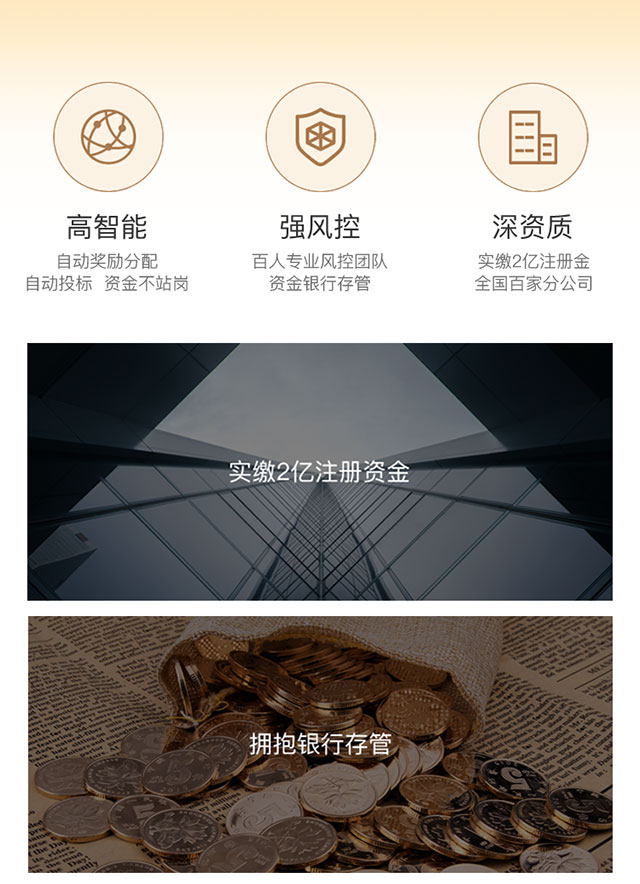 高智能
自动奖励分配
自动投标 资金不站岗
强风控
百人专业风控团队
资金银行存管
深资质
实缴2亿注册金
全国百家分公司
实缴2亿注册资金
拥抱银行存管